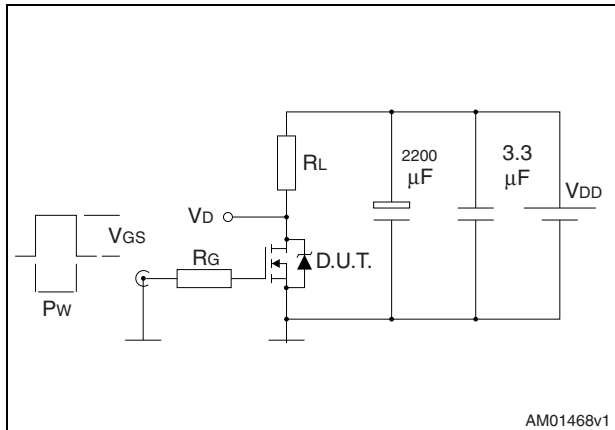 RL
2200
μF
3.3
μF
VDD
VD
VGS
RG
D.U.T.
PW
AM01468v1